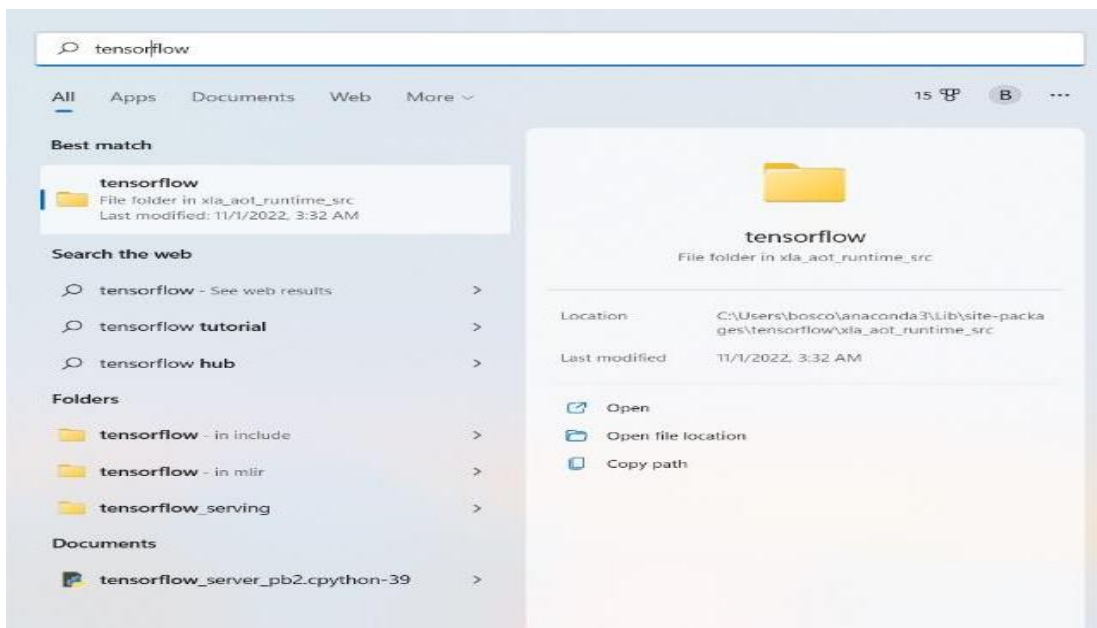 tensorflow
All Apps Documents Web More
15 B ...
Best match
tensorflow
File folder in xla_aot_runtime_src
Last modified: 11/1/2022, 3:32 AM
Search the web
tensorflow - See web results
tensorflow tutorial
tensorflow hub
Folders
tensorflow - in include
tensorflow - in mlir
tensorflow_serving
Documents
tensorflow_server_pb2.cpython-39
tensorflow
File folder in xla_aot_runtime_src
Location C:\Users\bosco\anaconda3\Lib\site-packa
ges\tensorflow\xla_aot_runtime_src
Last modified 11/1/2022, 3:32 AM
Open
Open file location
Copy path